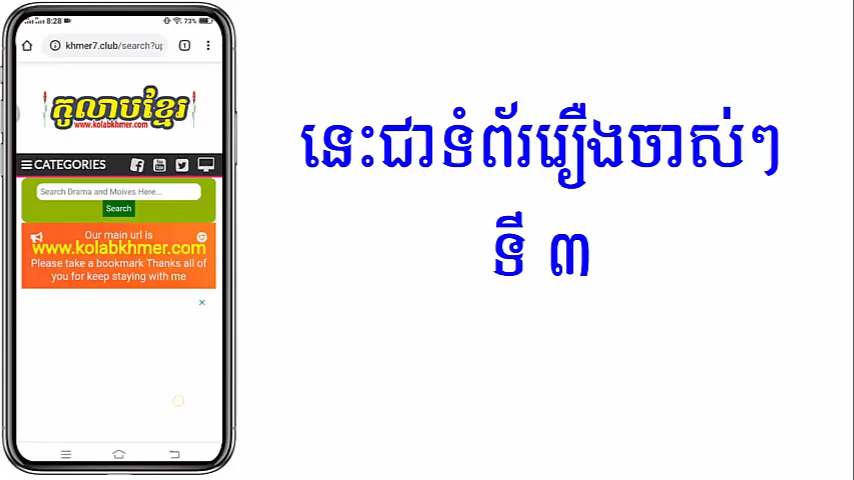 8:28
73%
khmer7.club/search?up
1
កូលាបខ្មែរ
www.kolabkhmer.com
CATEGORIES
Search Drama and Moives Here...
Search
Our main url is
www.kolabkhmer.com
Please take a bookmark Thanks all of
you for keep staying with me
នេះជាទំព័ររឿងចាស់ៗ
ទី ៣